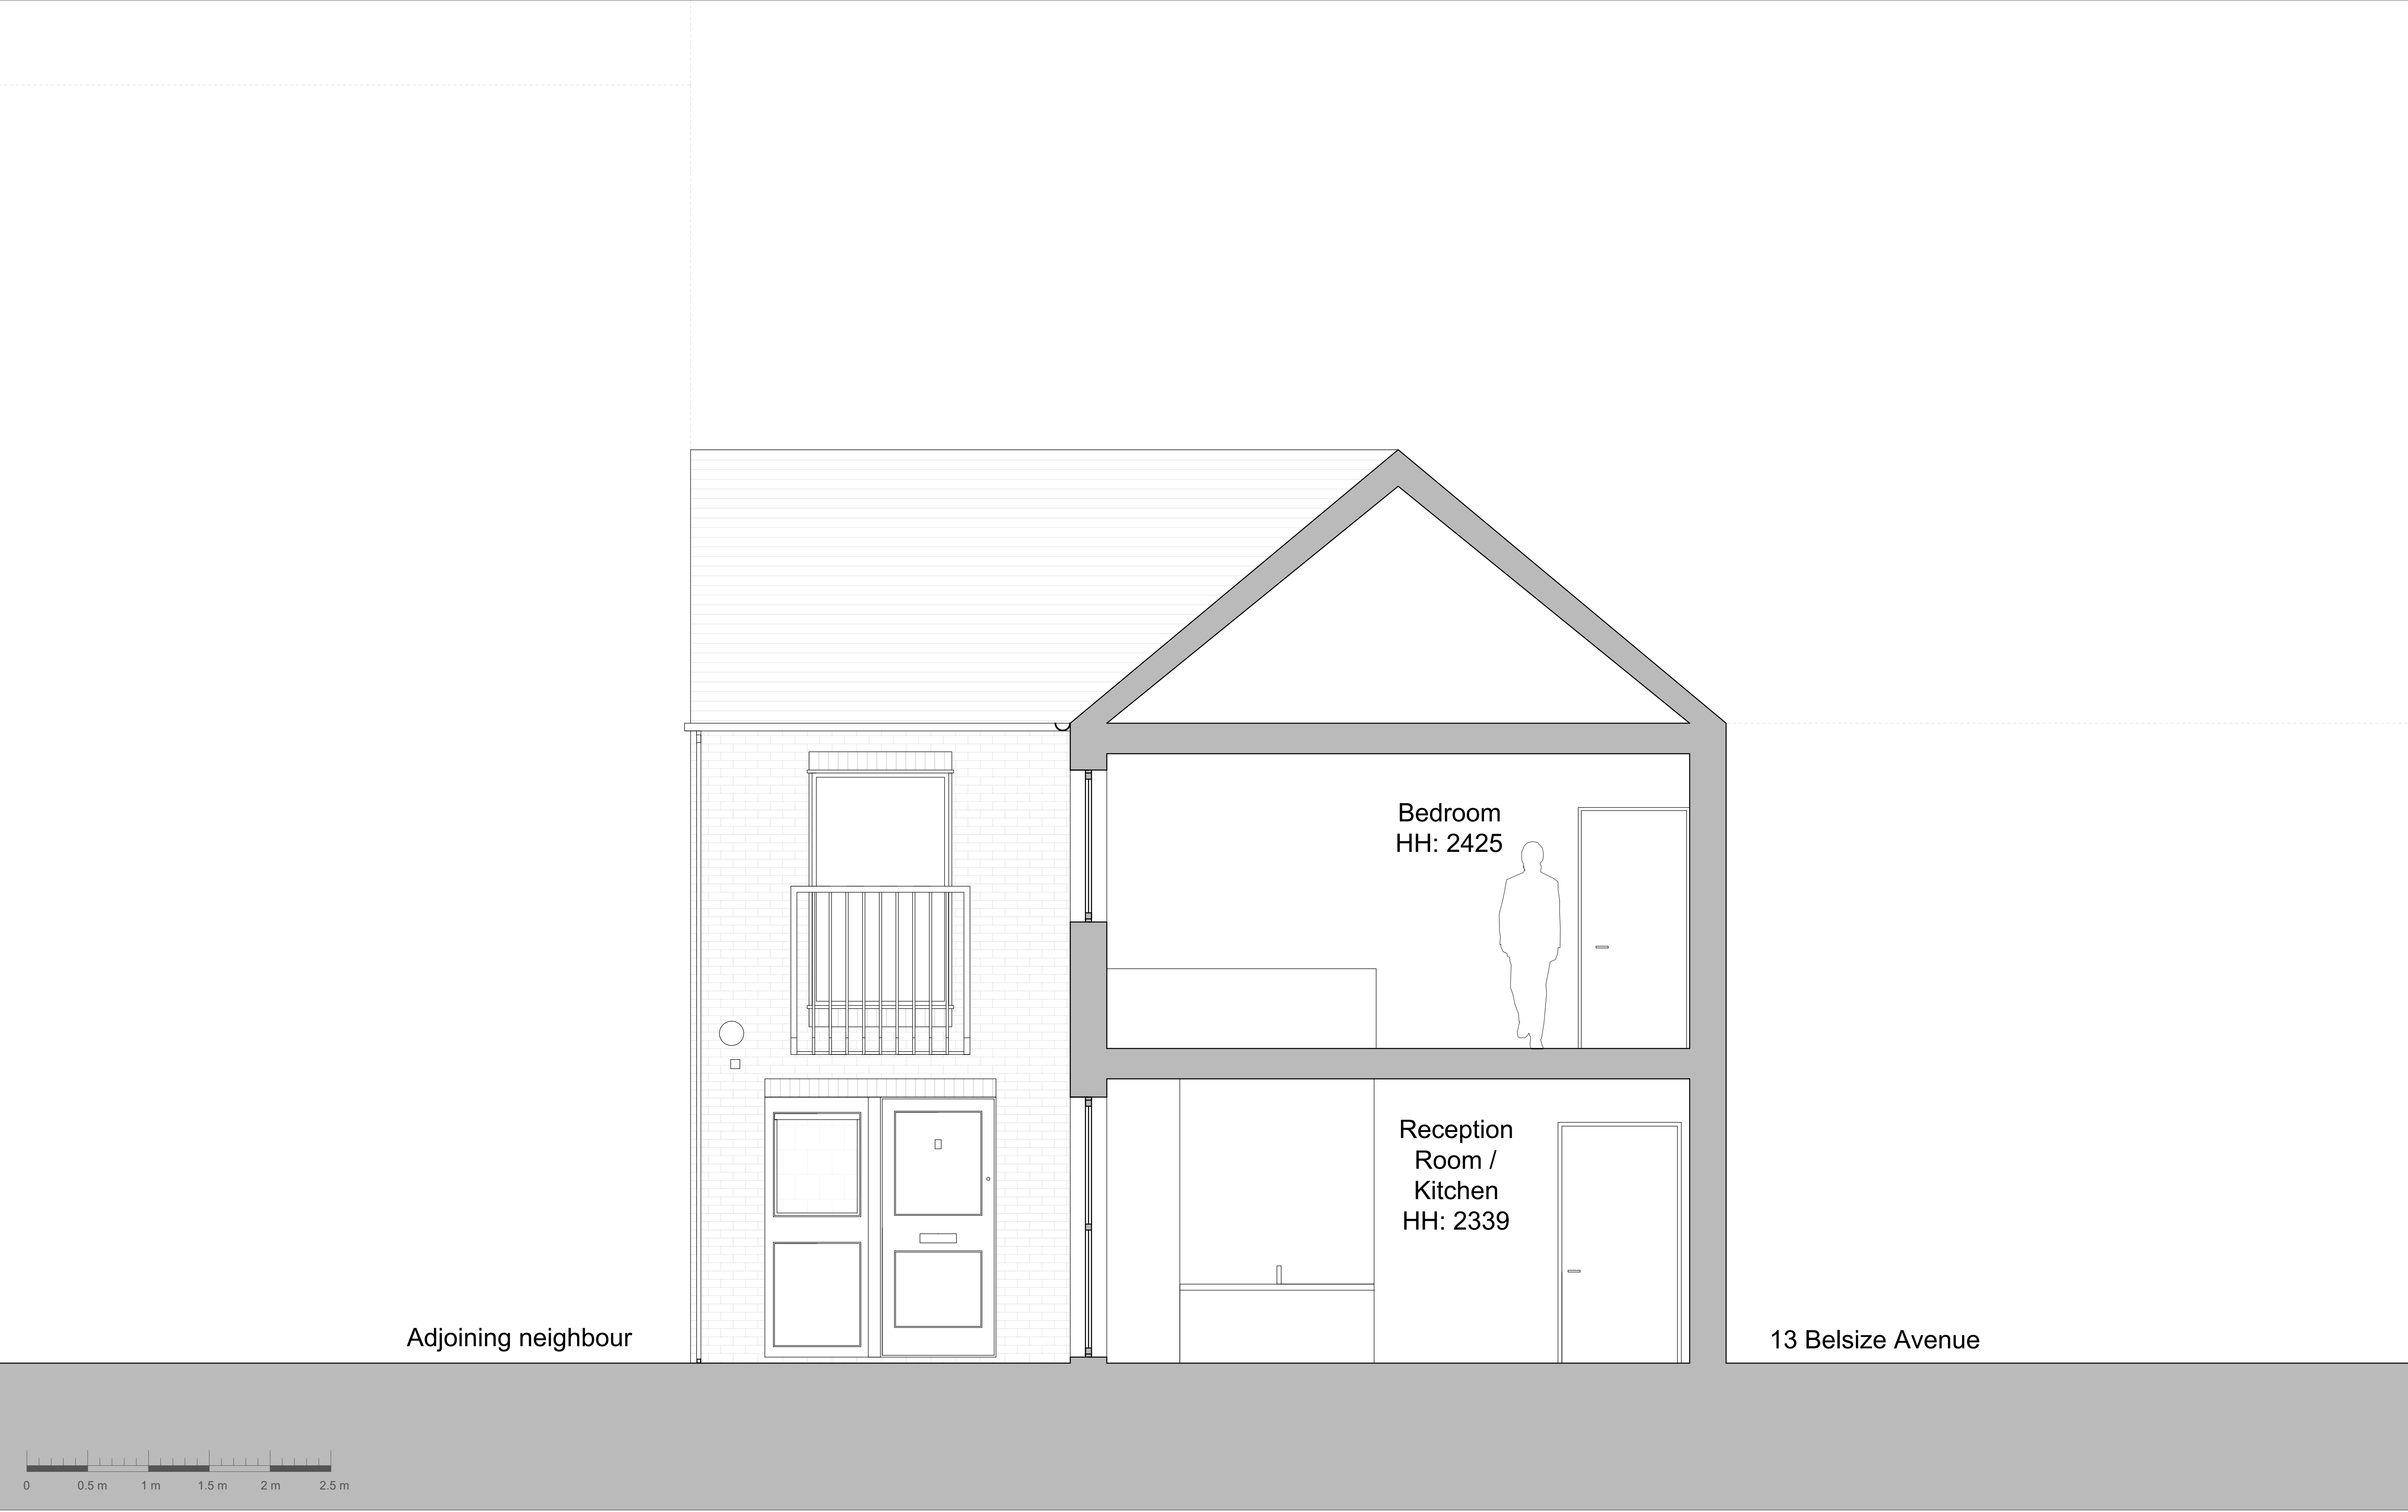 Bedroom
HH: 2425
Reception
Room /
Kitchen
HH: 2339
Adjoining neighbour
13 Belsize Avenue
0 0.5 m 1 m 1.5 m 2 m 2.5 m